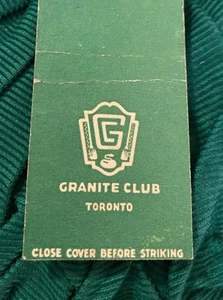 G
GRANITE CLUB
TORONTO
CLOSE COVER BEFORE STRIKING